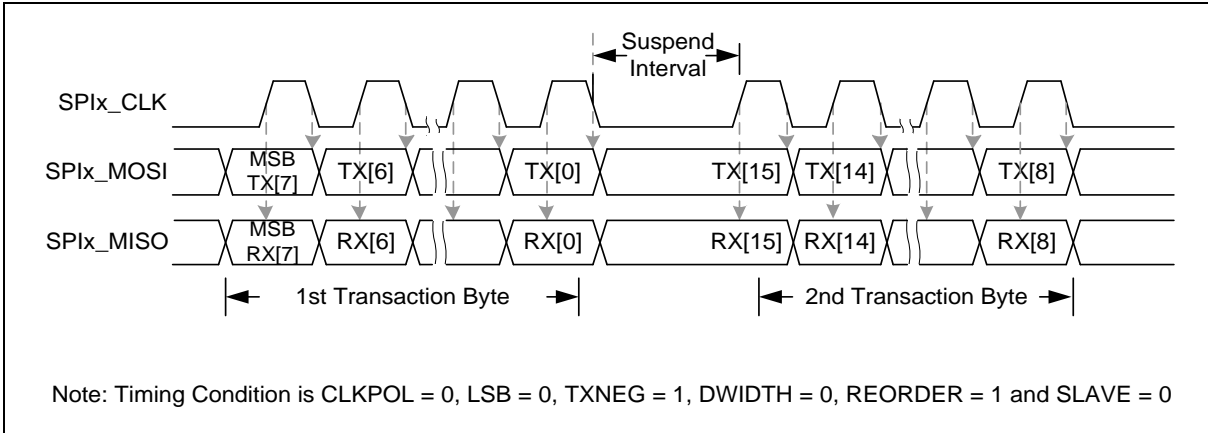 Suspend
Interval
SPIx_CLK
SPIx_MOSI
MSB
TX[7]
TX[6]
TX[0]
TX[15]
TX[14]
TX[8]
SPIx_MISO
MSB
RX[7]
RX[6]
RX[0]
RX[15]
RX[14]
RX[8]
1st Transaction Byte
2nd Transaction Byte
Note: Timing Condition is CLKPOL = 0, LSB = 0, TXNEG = 1, DWIDTH = 0, REORDER = 1 and SLAVE = 0